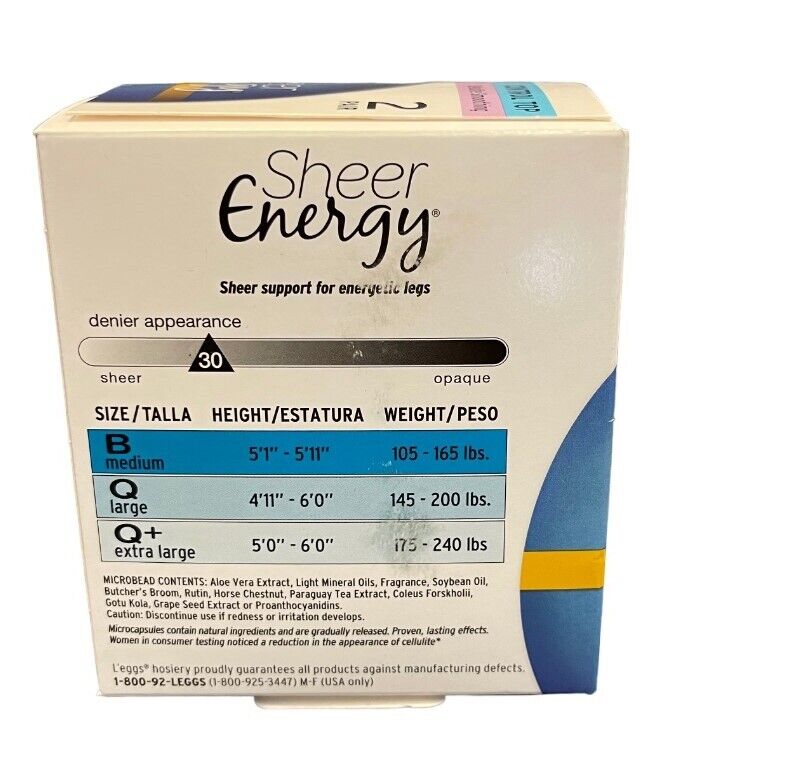 2
PAIR
CONTROL TOP
Sheer
Energy®
Sheer support for energetic legs
denier appearance
30
sheer opaque
SIZE/TALLA HEIGHT/ESTATURA WEIGHT/PESO
B
medium 5'1" - 5'11" 105 - 165 lbs.
Q
large 4'11" - 6'0" 145 - 200 lbs.
Q+
extra large 5'0" - 6'0" 175 - 240 lbs
MICROBEAD CONTENTS: Aloe Vera Extract, Light Mineral Oils, Fragrance, Soybean Oil,
Butcher's Broom, Rutin, Horse Chestnut, Paraguay Tea Extract, Coleus Forskholii,
Gotu Kola, Grape Seed Extract or Proanthocyanidins.
Caution: Discontinue use if redness or irritation develops.
Microcapsules contain natural ingredients and are gradually released. Proven, lasting effects.
Women in consumer testing noticed a reduction in the appearance of cellulite*
L'eggs® hosiery proudly guarantees all products against manufacturing defects.
1-800-92-LEGGS (1-800-925-3447) M-F (USA only)